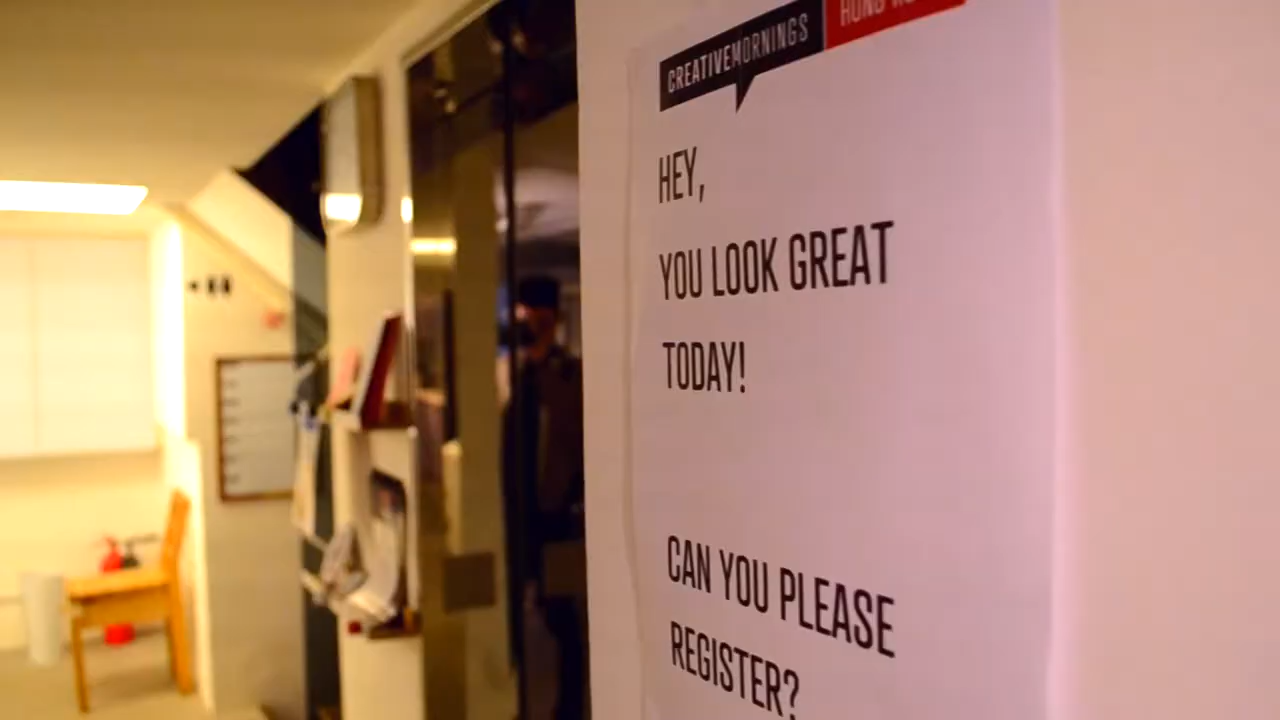 CREATIVEMORNINGS
HEY,
YOU LOOK GREAT
TODAY!
CAN YOU PLEASE
REGISTER?